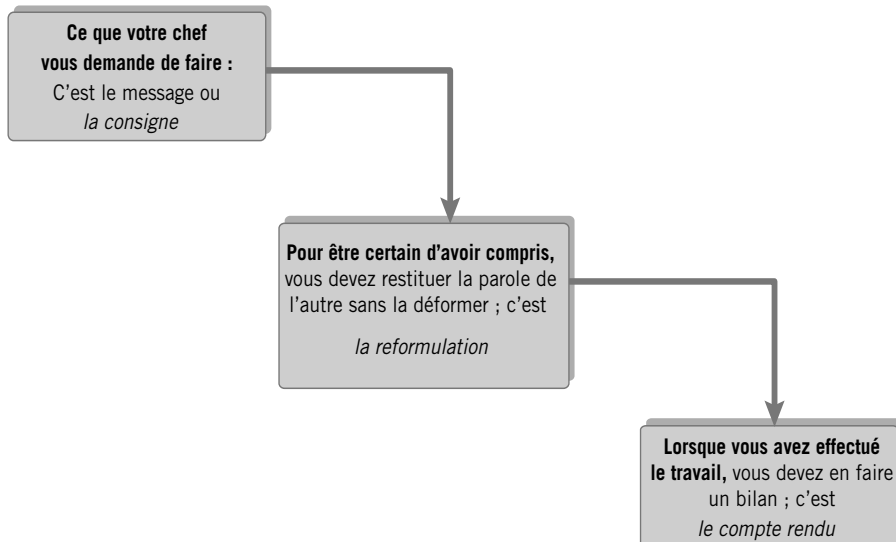 Ce que votre chef
vous demande de faire :
C'est le message ou
la consigne
Pour être certain d'avoir compris,
vous devez restituer la parole de
l'autre sans la déformer ; c'est
la reformulation
Lorsque vous avez effectué
le travail, vous devez en faire
un bilan ; c'est
le compte rendu